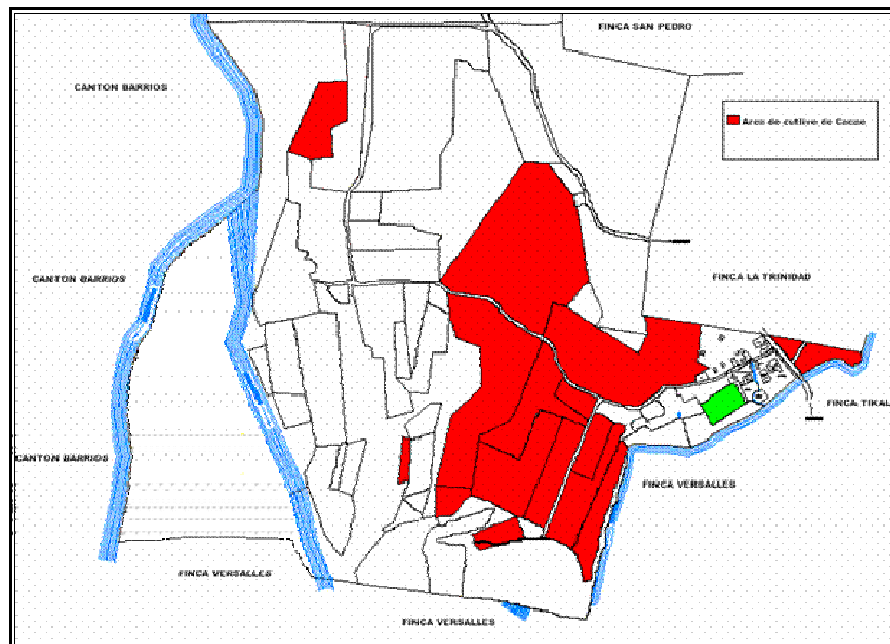 FINCA SAN PEDRO
CANTON BARRIOS
Area de cultivo de Cacao
CANTON BARRIOS
FINCA LA TRINIDAD
FINCA TIKAL
CANTON BARRIOS
FINCA VERSALLES
FINCA VERSALLES
FINCA VERSALLES